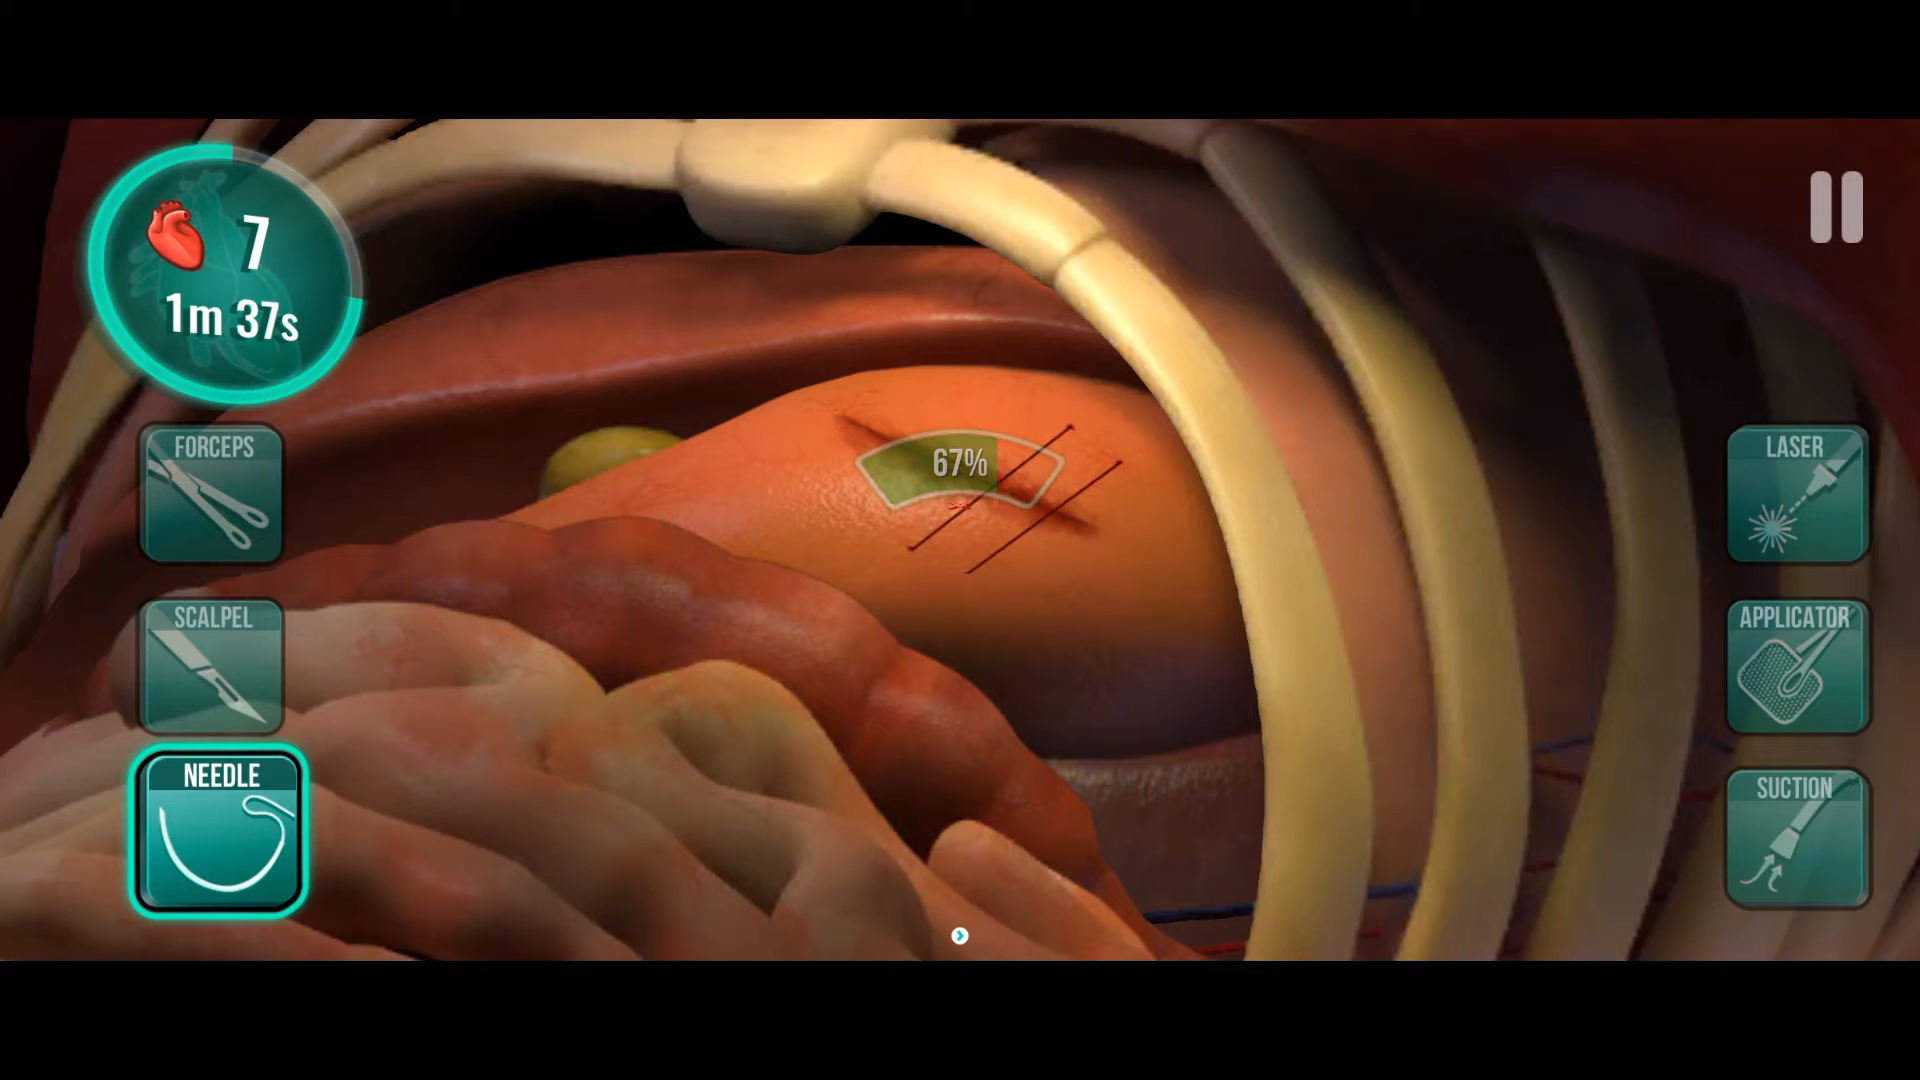 7
1m 37s
FORCEPS
SCALPEL
NEEDLE
67%
LASER
APPLICATOR
SUCTION